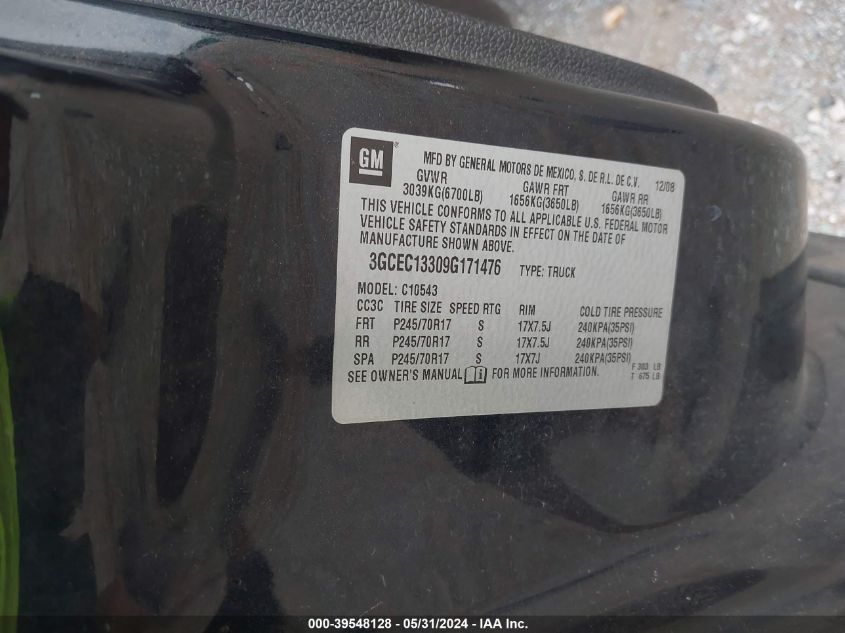 GM
MFD BY GENERAL MOTORS DE MEXICO, S. DE R.L. DE C.V. 12/08
GVWR GAWR FRT GAWR RR
3039KG(6700LB) 1656KG(3650LB) 1656KG(3650LB)
THIS VEHICLE CONFORMS TO ALL APPLICABLE U.S. FEDERAL MOTOR
VEHICLE SAFETY STANDARDS IN EFFECT ON THE DATE OF
MANUFACTURE SHOWN ABOVE.
3GCEC13309G171476 TYPE: TRUCK
MODEL: C10543
CC3C TIRE SIZE SPEED RTG RIM COLD TIRE PRESSURE
FRT P245/70R17 S 17X7.5J 240KPA(35PSI)
RR P245/70R17 S 17X7.5J 240KPA(35PSI)
SPA P245/70R17 S 17X7J 240KPA(35PSI)
F 303 LB
T 675 LB
SEE OWNER'S MANUAL FOR MORE INFORMATION.
000-39548128 - 05/31/2024 - IAA Inc.